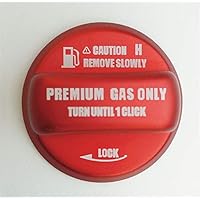 ⚠ CAUTION H
REMOVE SLOWLY
PREMIUM GAS ONLY
TURN UNTIL 1 CLICK
LOCK